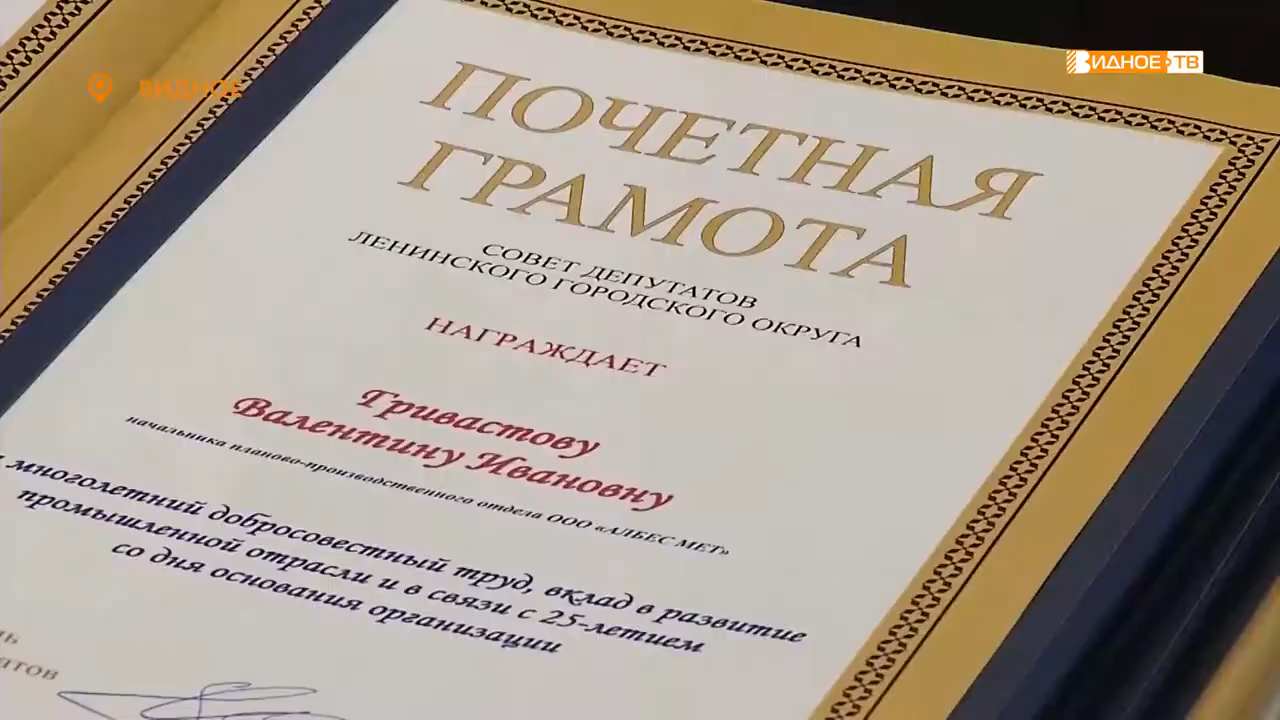 ВИДНОЕ
ВИДНОЕ ТВ
ПОЧЕТНАЯ
ГРАМОТА
СОВЕТ ДЕПУТАТОВ
ЛЕНИНСКОГО ГОРОДСКОГО ОКРУГА
НАГРАЖДАЕТ
Гривастову
Валентину Ивановну
начальника планово-производственного отдела ООО «АЛБЕС МЕТ»
многолетний добросовестный труд, вклад в развитие
промышленной отрасли и в связи с 25-летием
со дня основания организации